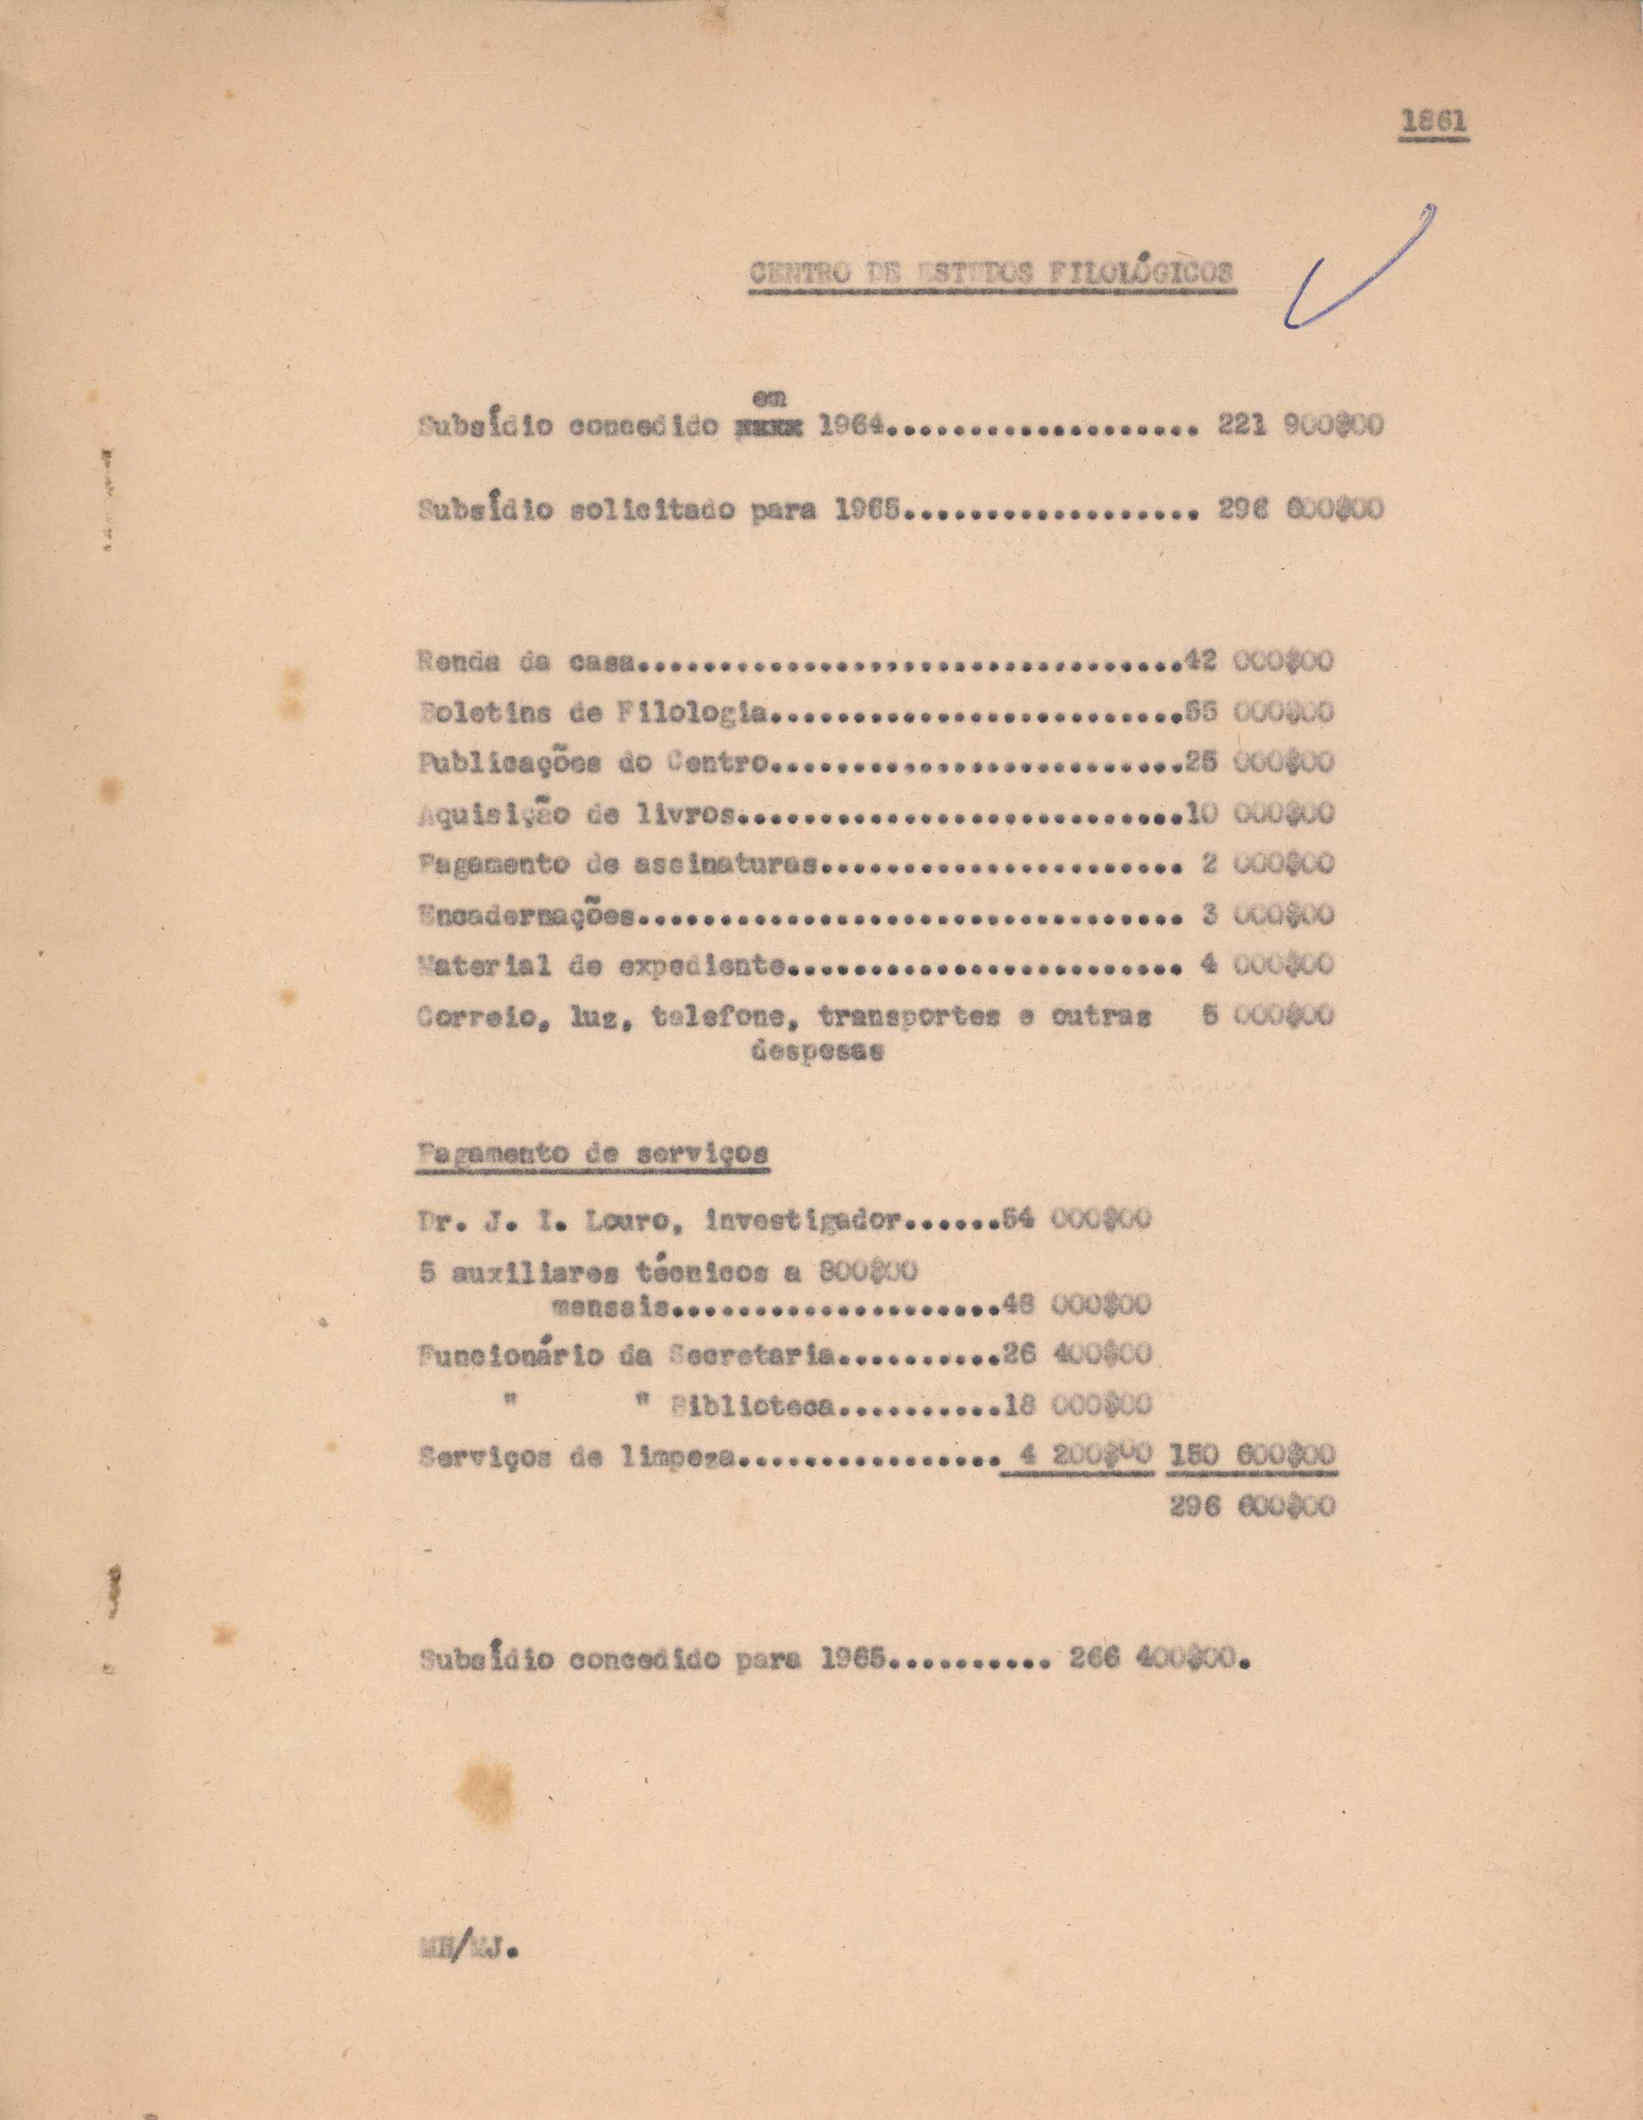 1861
CENTRO DE ESTUDOS FILOLÓGICOS
em
Subsídio concedido xxxx 1964................... 221 900$00
Subsídio solicitado para 1965.................. 296 600$00
Renda da casa.................................42 000$00
Boletins de Filologia.........................55 000$00
Publicações do Centro.........................25 000$00
Aquisição de livros...........................10 000$00
Pagamento de assinaturas...................... 2 000$00
Encadernações................................. 3 000$00
Material de expediente........................ 4 000$00
Correio, luz, telefone, transportes e outras 5 000$00
despesas
Pagamento de serviços
Dr. J. I. Louro, investigador......54 000$00
5 auxiliares técnicos a 800$00
mensais....................48 000$00
Funcionário da Secretaria..........26 400$00
" " Biblioteca..........18 000$00
Serviços de limpeza................ 4 200$00 150 600$00
296 600$00
Subsídio concedido para 1965.......... 266 400$00.
MH/MJ.